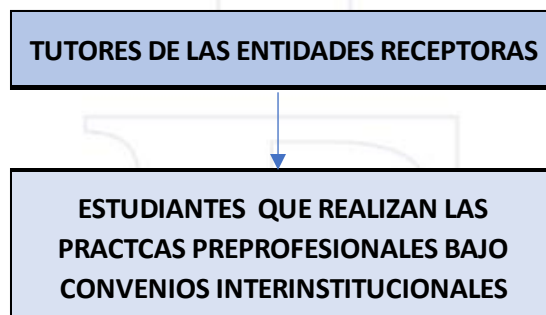 TUTORES DE LAS ENTIDADES RECEPTORAS
ESTUDIANTES QUE REALIZAN LAS
PRACTCAS PREPROFESIONALES BAJO
CONVENIOS INTERINSTITUCIONALES